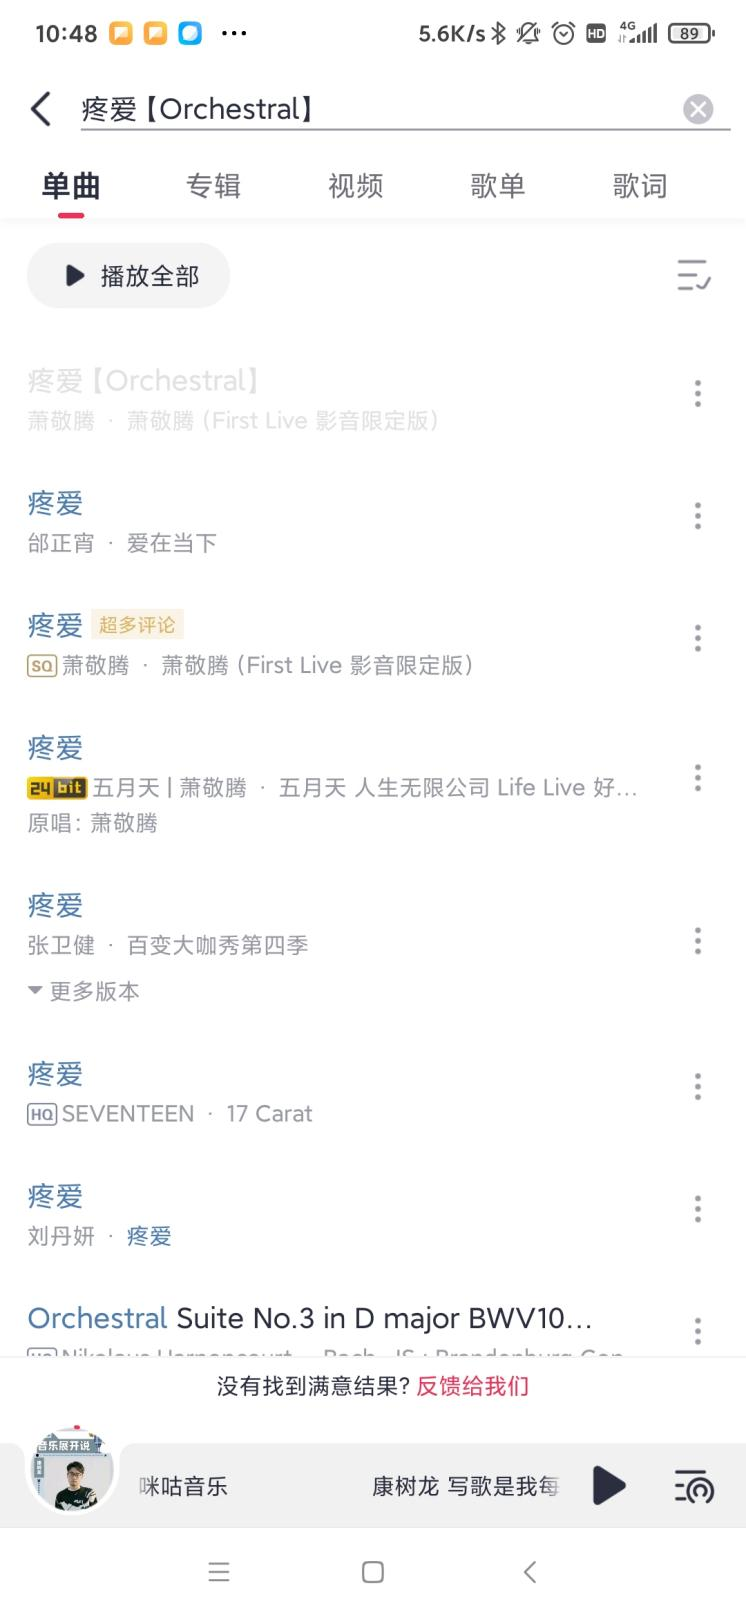 10:48 ... 5.6K/s HD 4G 89
疼爱【Orchestral】
单曲 专辑 视频 歌单 歌词
播放全部
疼爱【Orchestral】
萧敬腾 · 萧敬腾 (First Live 影音限定版)
疼爱
邰正宵 · 爱在当下
疼爱 超多评论
SQ 萧敬腾 · 萧敬腾 (First Live 影音限定版)
疼爱
24bit 五月天 | 萧敬腾 · 五月天 人生无限公司 Life Live 好...
原唱: 萧敬腾
疼爱
张卫健 · 百变大咖秀第四季
更多版本
疼爱
HQ SEVENTEEN · 17 Carat
疼爱
刘丹妍 · 疼爱
Orchestral Suite No.3 in D major BWV10...
没有找到满意结果? 反馈给我们
音乐展开说
咪咕音乐 康树龙 写歌是我每